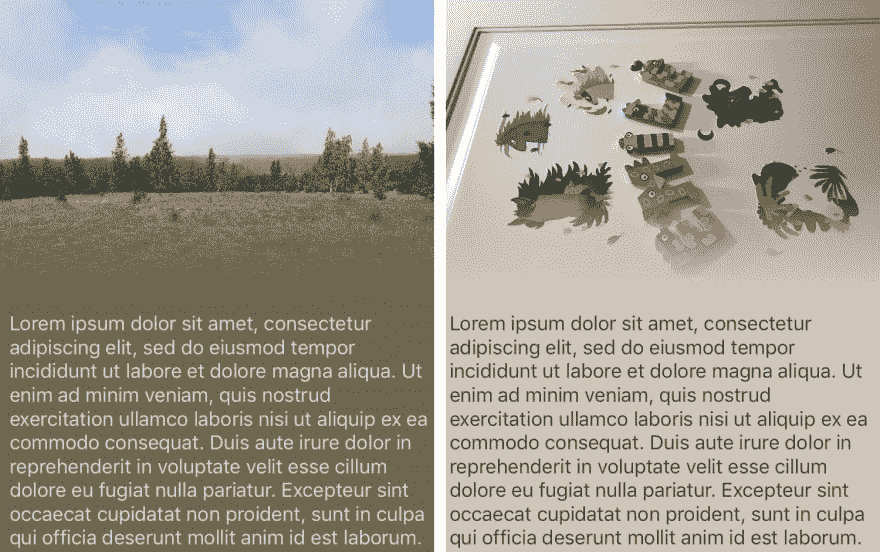 Lorem ipsum dolor sit amet, consectetur
adipiscing elit, sed do eiusmod tempor
incididunt ut labore et dolore magna aliqua. Ut
enim ad minim veniam, quis nostrud
exercitation ullamco laboris nisi ut aliquip ex ea
commodo consequat. Duis aute irure dolor in
reprehenderit in voluptate velit esse cillum
dolore eu fugiat nulla pariatur. Excepteur sint
occaecat cupidatat non proident, sunt in culpa
qui officia deserunt mollit anim id est laborum.
Lorem ipsum dolor sit amet, consectetur
adipiscing elit, sed do eiusmod tempor
incididunt ut labore et dolore magna aliqua. Ut
enim ad minim veniam, quis nostrud
exercitation ullamco laboris nisi ut aliquip ex ea
commodo consequat. Duis aute irure dolor in
reprehenderit in voluptate velit esse cillum
dolore eu fugiat nulla pariatur. Excepteur sint
occaecat cupidatat non proident, sunt in culpa
qui officia deserunt mollit anim id est laborum.